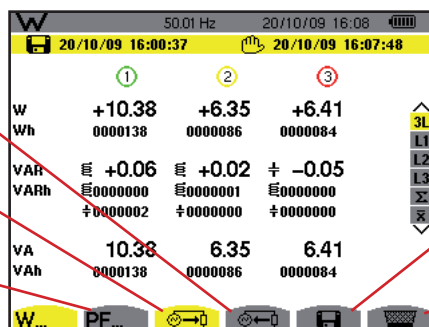 W 50.01 Hz 20/10/09 16:08
20/10/09 16:00:37 20/10/09 16:07:48
1 2 3
W +10.38 +6.35 +6.41
Wh 0000138 0000086 0000084
3L
L1
VAR +0.06 +0.02 -0.05
L2
VARh 0000000 0000001 0000000
L3
0000002 0000000 0000000
Σ
x̅
VA 10.38 6.35 6.41
VAh 0000138 0000086 0000084
W... PF...